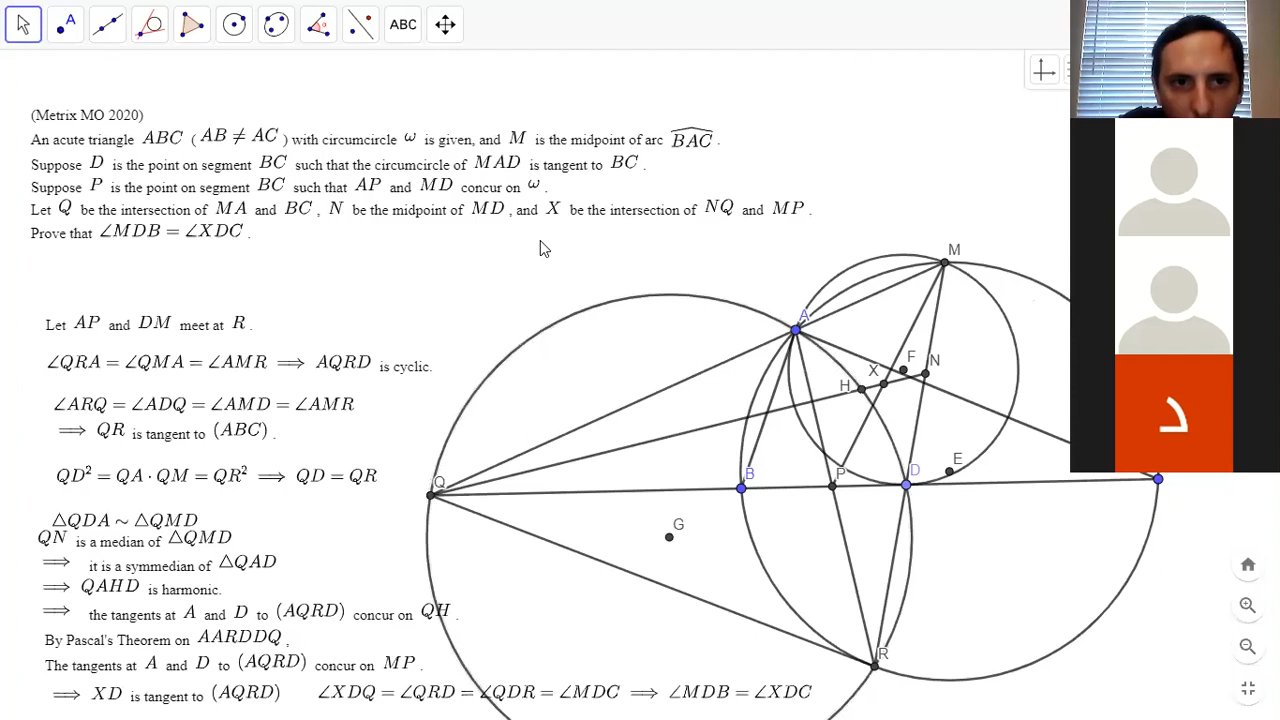 ABC
(Metrix MO 2020)
An acute triangle ABC ( AB ≠ AC ) with circumcircle ω is given, and M is the midpoint of arc \widehat{BAC} .
Suppose D is the point on segment BC such that the circumcircle of MAD is tangent to BC .
Suppose P is the point on segment BC such that AP and MD concur on ω .
Let Q be the intersection of MA and BC , N be the midpoint of MD , and X be the intersection of NQ and MP .
Prove that ∠MDB = ∠XDC .
Let AP and DM meet at R .
∠QRA = ∠QMA = ∠AMR ⟹ AQRD is cyclic.
∠ARQ = ∠ADQ = ∠AMD = ∠AMR
⟹ QR is tangent to (ABC) .
QD² = QA · QM = QR² ⟹ QD = QR
△QDA ∼ △QMD
QN is a median of △QMD
⟹ it is a symmedian of △QAD
⟹ QAHD is harmonic.
⟹ the tangents at A and D to (AQRD) concur on QH .
By Pascal's Theorem on AARDDQ ,
The tangents at A and D to (AQRD) concur on MP .
⟹ XD is tangent to (AQRD) ∠XDQ = ∠QRD = ∠QDR = ∠MDC ⟹ ∠MDB = ∠XDC
M
A
F
N
X
H
B
P
D
E
Q
G
R
د